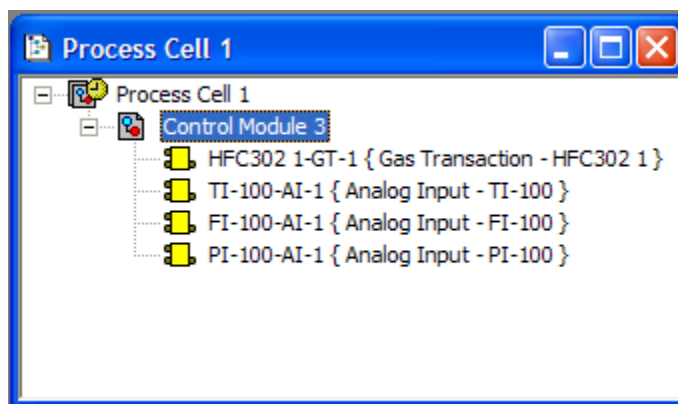 Process Cell 1
Process Cell 1
Control Module 3
HFC302 1-GT-1 { Gas Transaction - HFC302 1 }
TI-100-AI-1 { Analog Input - TI-100 }
FI-100-AI-1 { Analog Input - FI-100 }
PI-100-AI-1 { Analog Input - PI-100 }